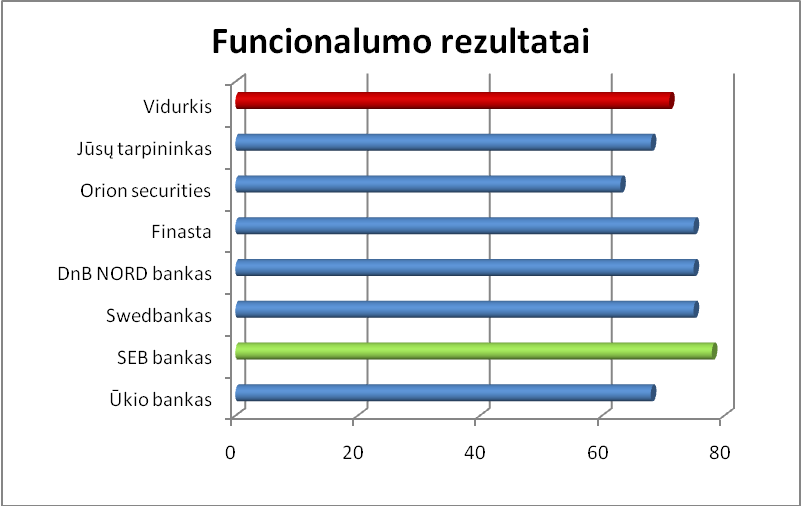 Funcionalumo rezultatai
Vidurkis
Jūsų tarpininkas
Orion securities
Finasta
DnB NORD bankas
Swedbankas
SEB bankas
Ūkio bankas
0 20 40 60 80